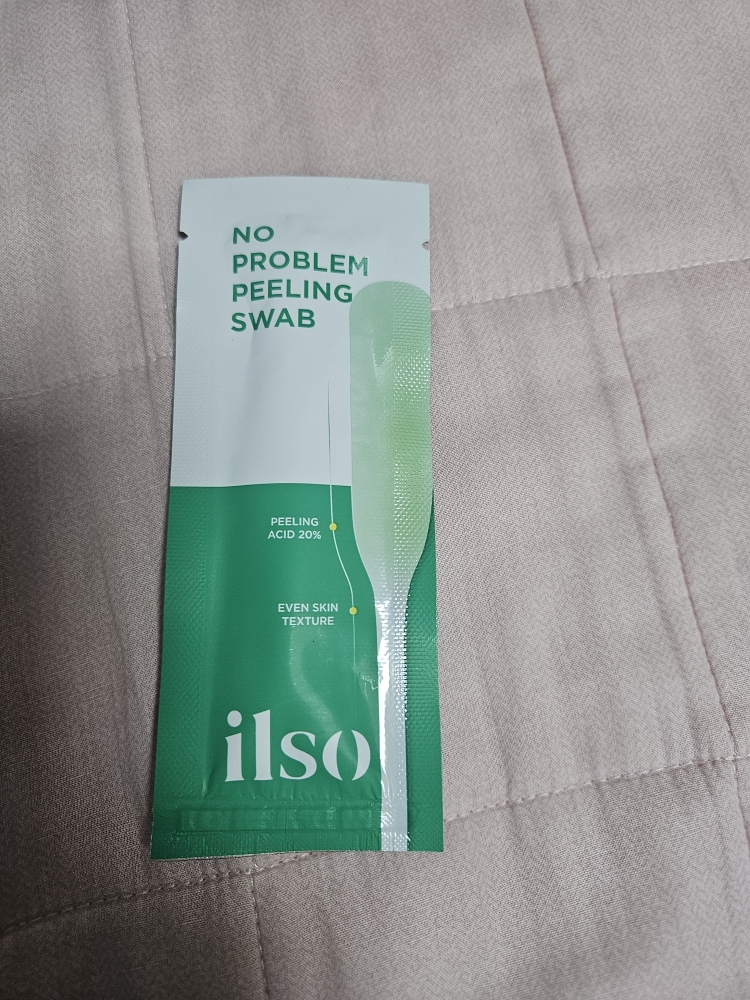 NO
PROBLEM
PEELING
SWAB
PEELING
ACID 20%
EVEN SKIN
TEXTURE
ilso